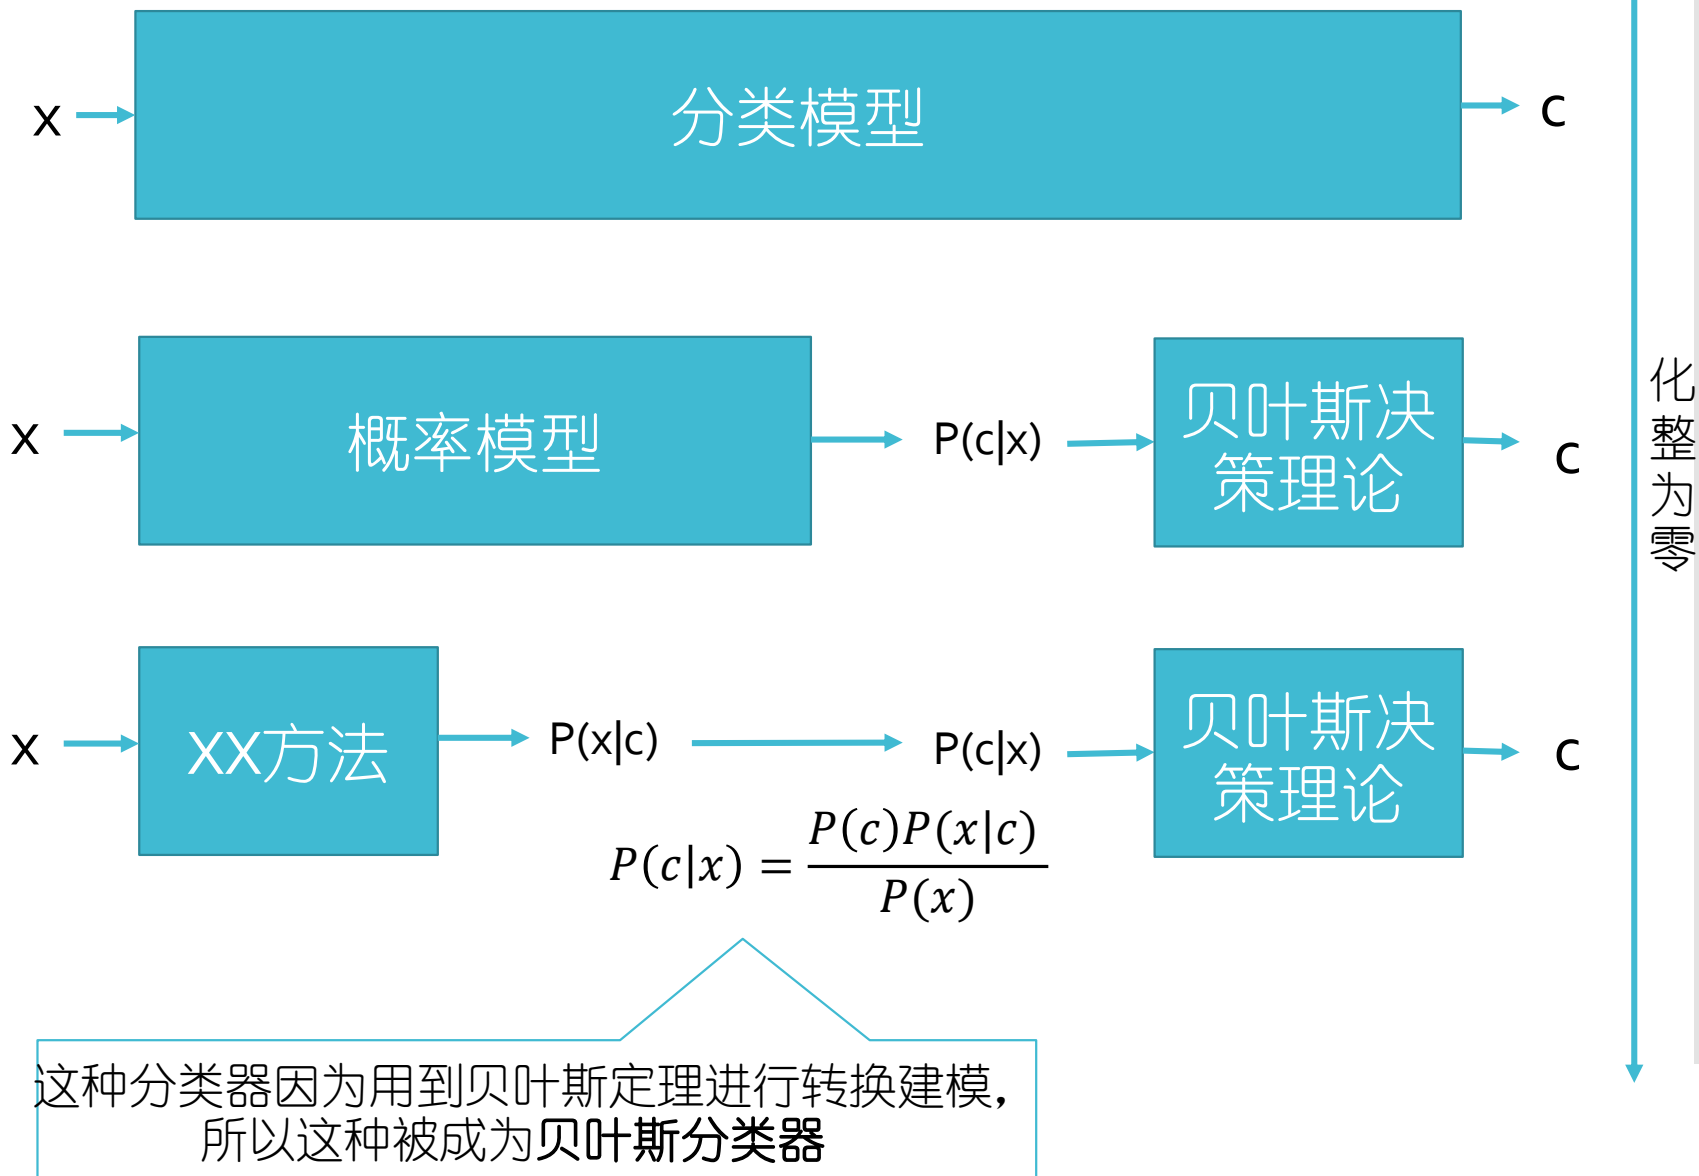 x
分类模型
c
x
概率模型
P(c|x)
贝叶斯决
策理论
c
x
XX方法
P(x|c)
P(c|x)
贝叶斯决
策理论
c
P(c|x) = P(c)P(x|c) / P(x)
这种分类器因为用到贝叶斯定理进行转换建模，
所以这种被成为贝叶斯分类器
化整为零